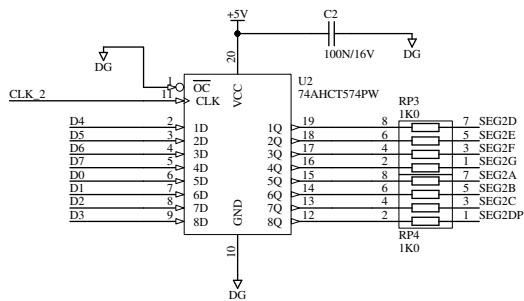 +5V
C2
100N/16V
DG
DG
20
VCC
U2
74AHCT574PW
1 OC
CLK_2 11 CLK
RP3
1K0
D4 2 1D 1Q 19 8 7 SEG2D
D5 3 2D 2Q 18 6 5 SEG2E
D6 4 3D 3Q 17 4 3 SEG2F
D7 5 4D 4Q 16 2 1 SEG2G
D0 6 5D 5Q 15 8 7 SEG2A
D1 7 6D 6Q 14 6 5 SEG2B
D2 8 7D 7Q 13 4 3 SEG2C
D3 9 8D 8Q 12 2 1 SEG2DP
GND
10
RP4
1K0
DG